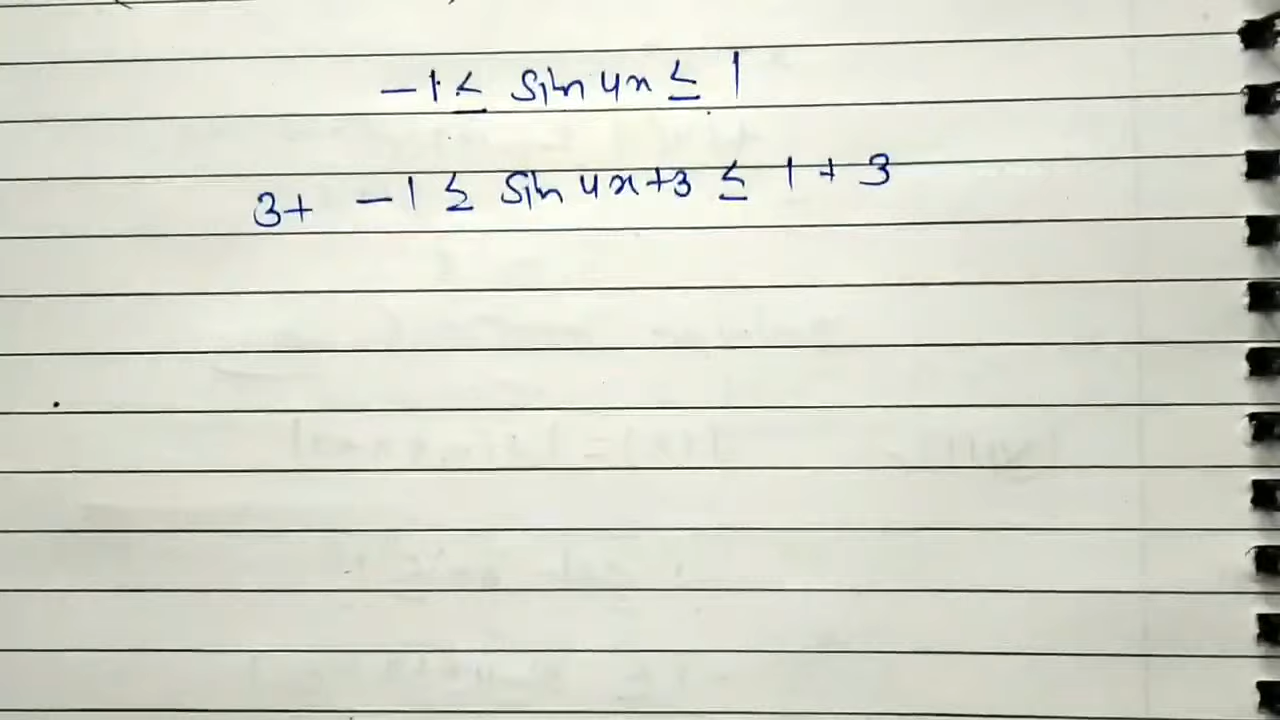 -1 ≤ Sin 4x ≤ 1
3+ -1 ≤ Sin 4x+3 ≤ 1+3